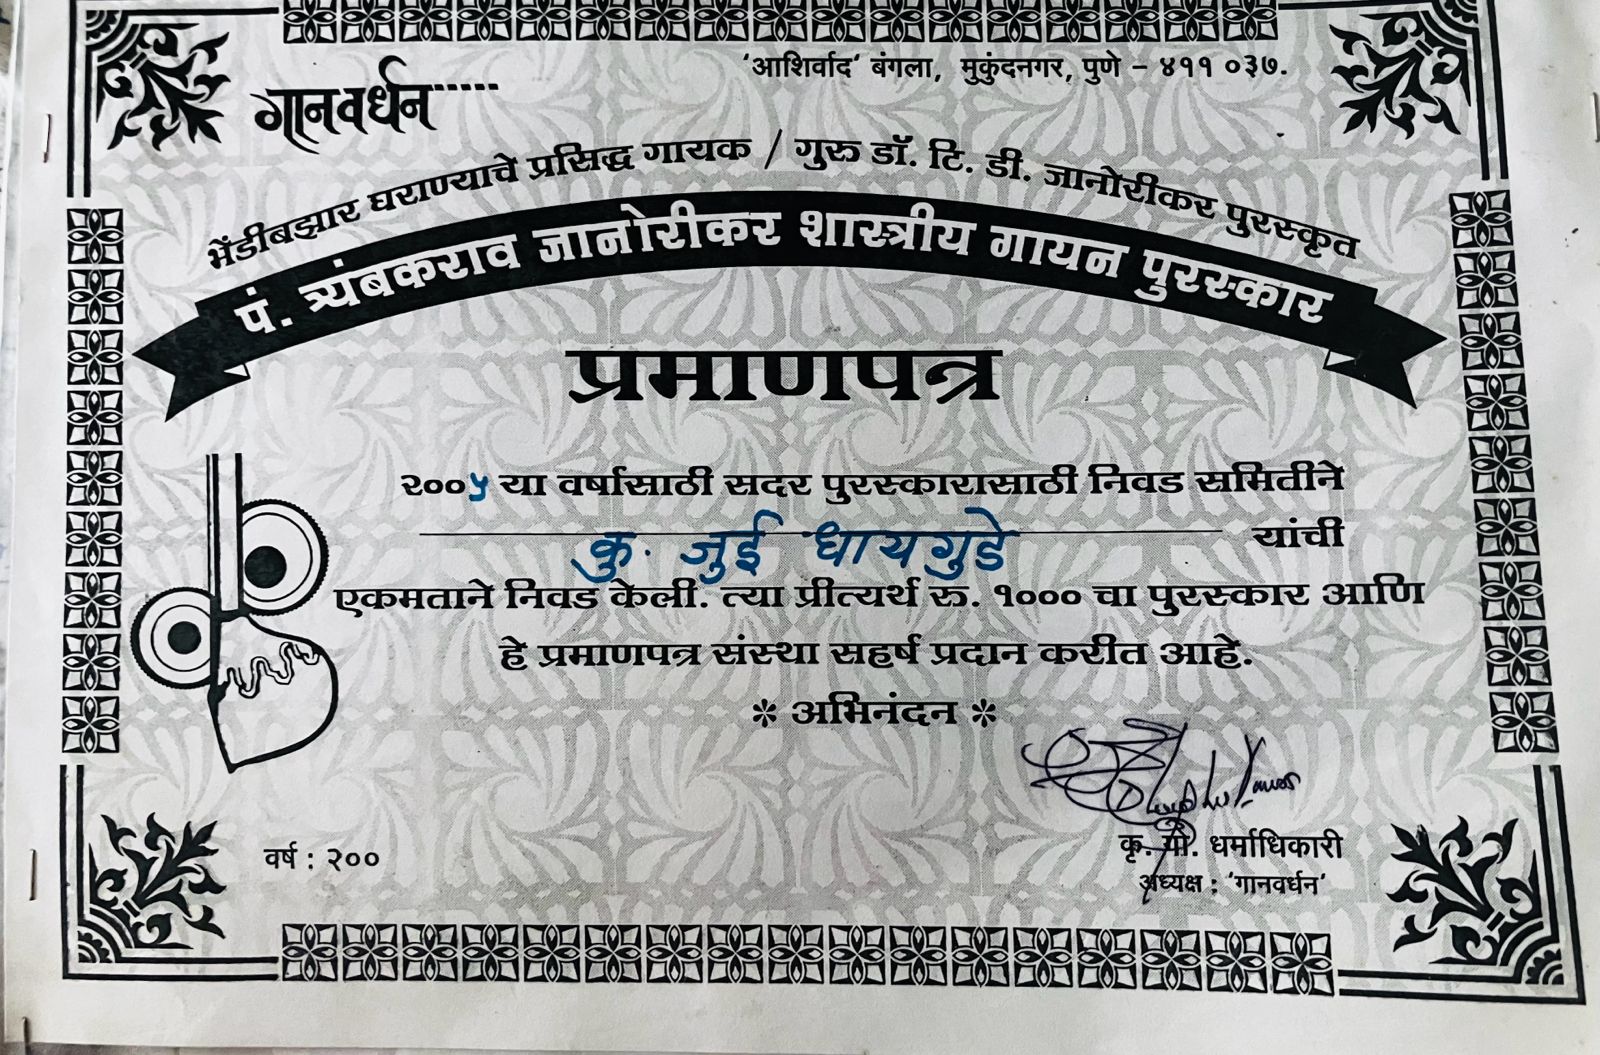 गानवर्धन.....
'आशिर्वाद' बंगला, मुकुंदनगर, पुणे - ४११ ०३७.
भेंडीबझार घराण्याचे प्रसिद्ध गायक / गुरु डॉ. टि. डी. जानोरीकर पुरस्कृत
पं. त्र्यंबकराव जानोरीकर शास्त्रीय गायन पुरस्कार
प्रमाणपत्र
२००५ या वर्षासाठी सदर पुरस्कारासाठी निवड समितीने
कु. जुई धायगुडे यांची
एकमताने निवड केली. त्या प्रीत्यर्थ रु. १००० चा पुरस्कार आणि
हे प्रमाणपत्र संस्था सहर्ष प्रदान करीत आहे.
* अभिनंदन *
वर्ष : २००
कृ. गो. धर्माधिकारी
अध्यक्ष : 'गानवर्धन'